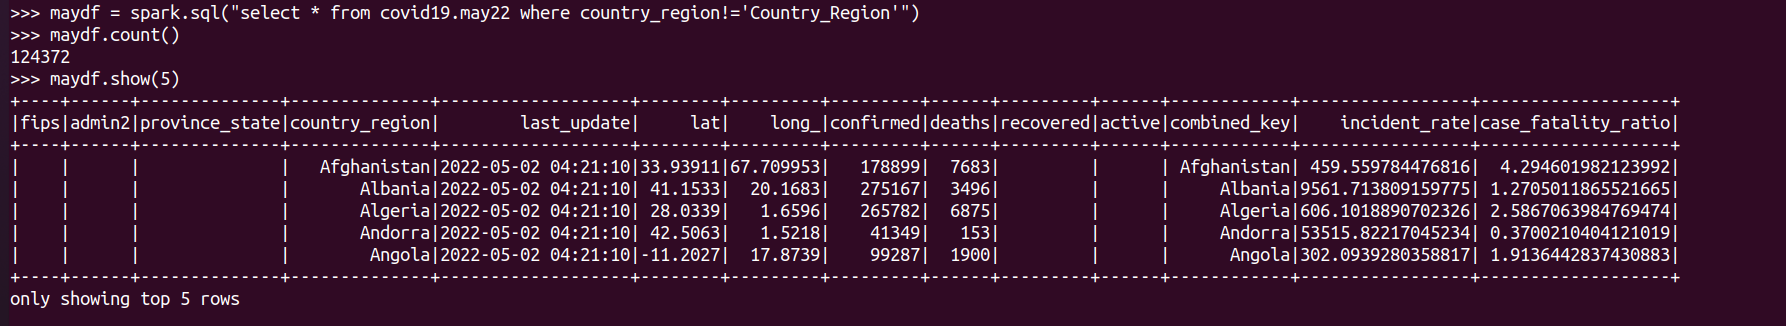 >>> maydf = spark.sql("select * from covid19.may22 where country_region!='Country_Region'")
>>> maydf.count()
124372
>>> maydf.show(5)
+----+------+--------------+--------------+-------------------+--------+---------+---------+------+---------+------+------------+-----------------+-------------------+
|fips|admin2|province_state|country_region|        last_update|     lat|    long_|confirmed|deaths|recovered|active|combined_key|    incident_rate|case_fatality_ratio|
+----+------+--------------+--------------+-------------------+--------+---------+---------+------+---------+------+------------+-----------------+-------------------+
|    |      |              |   Afghanistan|2022-05-02 04:21:10|33.93911|67.709953|   178899|  7683|         |      | Afghanistan| 459.559784476816|  4.294601982123992|
|    |      |              |       Albania|2022-05-02 04:21:10| 41.1533|  20.1683|   275167|  3496|         |      |     Albania|9561.713809159775| 1.2705011865521665|
|    |      |              |       Algeria|2022-05-02 04:21:10| 28.0339|   1.6596|   265782|  6875|         |      |     Algeria|606.1018890702326| 2.5867063984769474|
|    |      |              |       Andorra|2022-05-02 04:21:10| 42.5063|   1.5218|    41349|   153|         |      |     Andorra|53515.82217045234| 0.3700210404121019|
|    |      |              |        Angola|2022-05-02 04:21:10|-11.2027|  17.8739|    99287|  1900|         |      |      Angola|302.0939280358817| 1.9136442837430883|
+----+------+--------------+--------------+-------------------+--------+---------+---------+------+---------+------+------------+-----------------+-------------------+
only showing top 5 rows